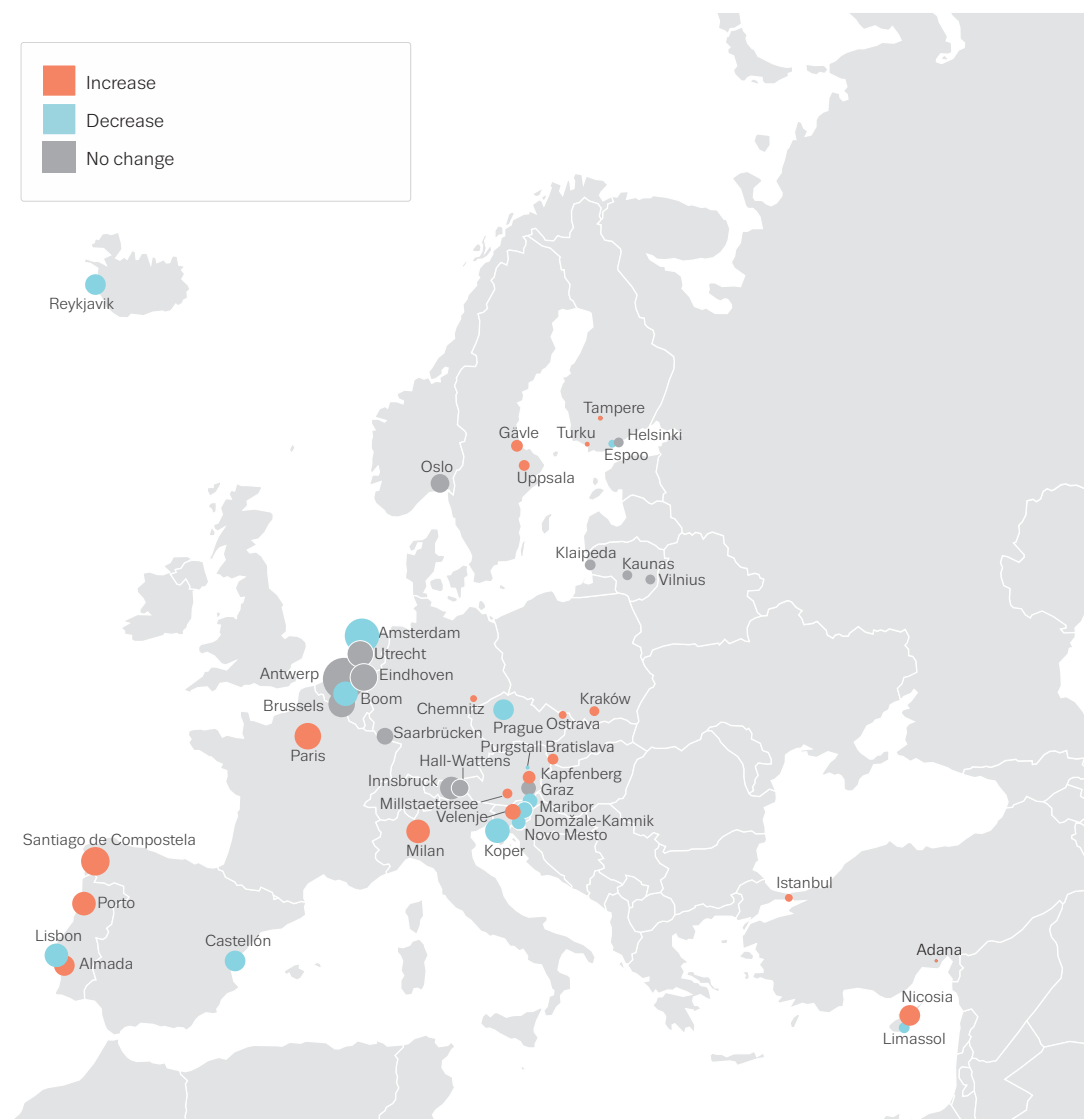 Increase
Decrease
No change
Reykjavik
Tampere
Gävle
Turku
Helsinki
Espoo
Oslo
Uppsala
Klaipeda
Kaunas
Vilnius
Amsterdam
Utrecht
Antwerp
Eindhoven
Boom
Brussels
Chemnitz
Kraków
Ostrava
Prague
Saarbrücken
Paris
Purgstall
Bratislava
Hall-Wattens
Kapfenberg
Innsbruck
Graz
Millstaetersee
Maribor
Velenje
Domžale-Kamnik
Novo Mesto
Milan
Koper
Santiago de Compostela
Porto
Lisbon
Almada
Castellón
Istanbul
Adana
Nicosia
Limassol